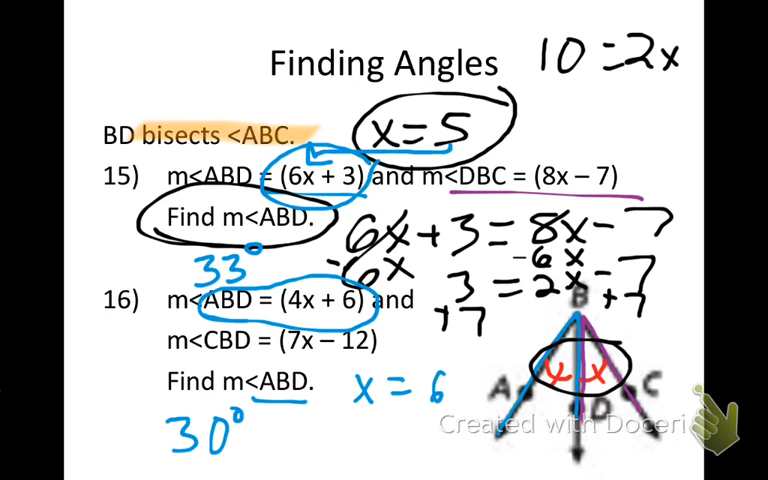 Finding Angles
10 = 2x
BD bisects <ABC.
x = 5
15) m<ABD = (6x + 3) and m<DBC = (8x – 7)
Find m<ABD.
33°
6x + 3 = 8x - 7
-6x -6x
3 = 2x - 7
+7 +7
16) m<ABD = (4x + 6) and
m<CBD = (7x – 12)
Find m<ABD.
x = 6
30°
B
x x
A C
D
Created with Doceri